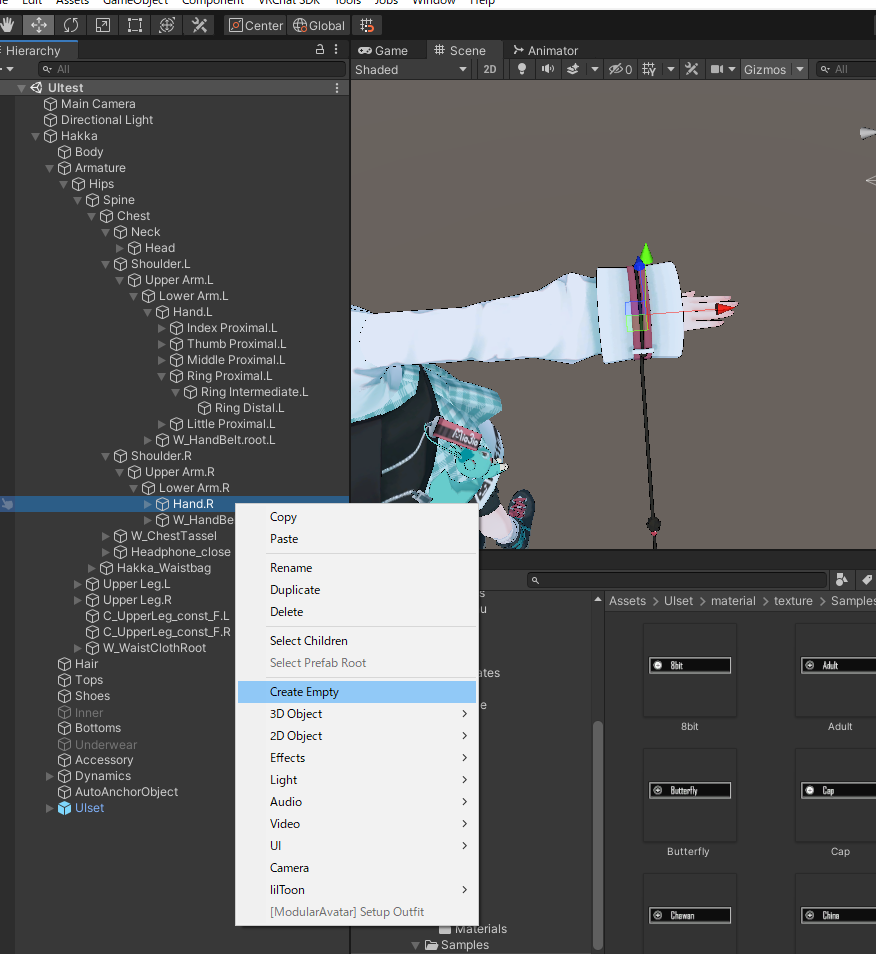 Edit Assets GameObject Component VRChat SDK Tools Jobs Window Help
Center Global
Hierarchy
Game Scene Animator
All
Shaded 2D 0 Gizmos All
UItest
Main Camera
Directional Light
Hakka
Body
Armature
Hips
Spine
Chest
Neck
Head
Shoulder.L
Upper Arm.L
Lower Arm.L
Hand.L
Index Proximal.L
Thumb Proximal.L
Middle Proximal.L
Ring Proximal.L
Ring Intermediate.L
Ring Distal.L
Little Proximal.L
W_HandBelt.root.L
Shoulder.R
Upper Arm.R
Lower Arm.R
Hand.R
W_HandBe
W_ChestTassel
Headphone_close
Hakka_Waistbag
Upper Leg.L
Upper Leg.R
C_UpperLeg_const_F.L
C_UpperLeg_const_F.R
W_WaistClothRoot
Hair
Tops
Shoes
Inner
Bottoms
Underwear
Accessory
Dynamics
AutoAnchorObject
UIset
Copy
Paste
Rename
Duplicate
Delete
Select Children
Select Prefab Root
Create Empty
3D Object
2D Object
Effects
Light
Audio
Video
UI
Camera
lilToon
[ModularAvatar] Setup Outfit
s
u
ates
e
Materials
Samples
Assets > UIset > material > texture > Samples
8bit
Adult
8bit
Adult
Butterfly
Cap
Butterfly
Cap
Chawan
China